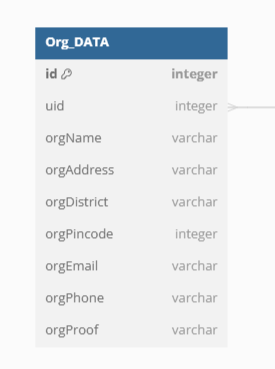 Org_DATA
id integer
uid integer
orgName varchar
orgAddress varchar
orgDistrict varchar
orgPincode integer
orgEmail varchar
orgPhone varchar
orgProof varchar